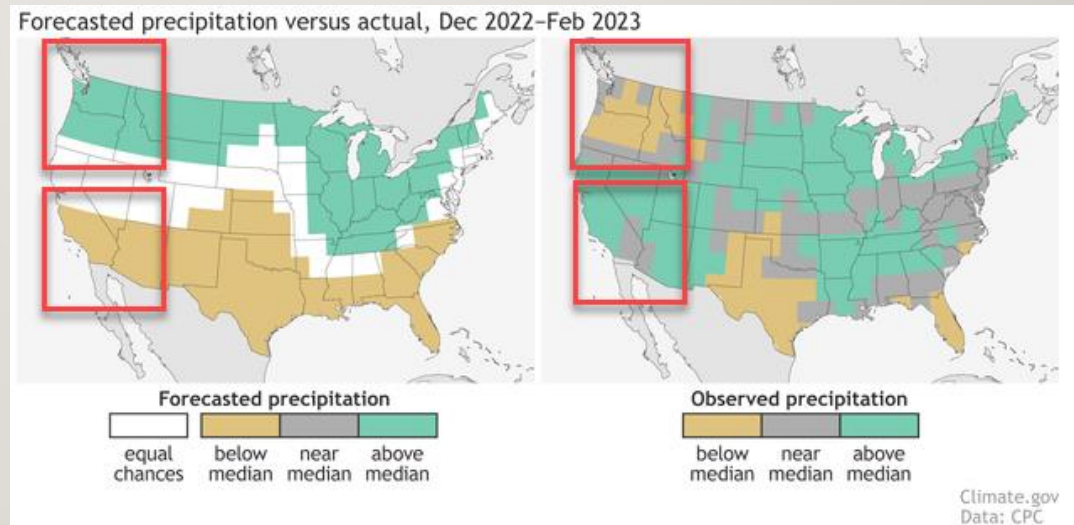 Forecasted precipitation versus actual, Dec 2022–Feb 2023
Forecasted precipitation
equal chances
below median
near median
above median
Observed precipitation
below median
near median
above median
Climate.gov
Data: CPC